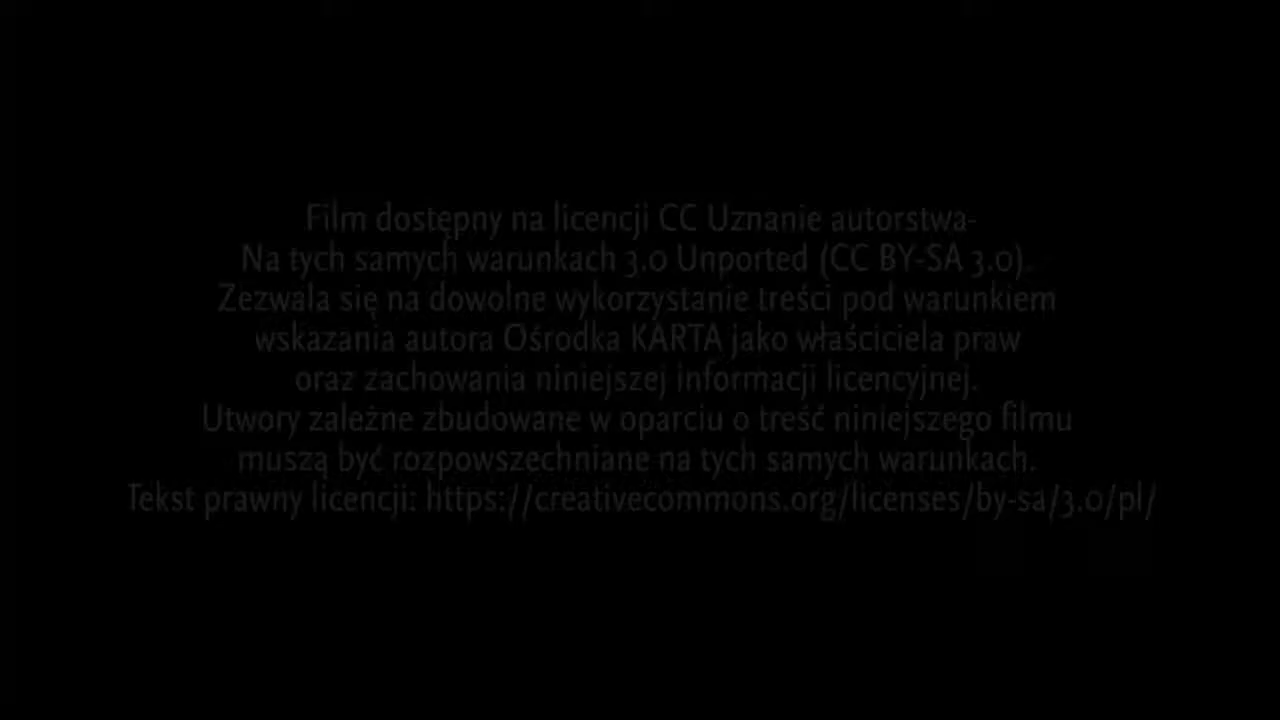 Film dostępny na licencji CC Uznanie autorstwa-
Na tych samych warunkach 3.0 Unported (CC BY-SA 3.0).
Zezwala się na dowolne wykorzystanie treści pod warunkiem
wskazania autora Ośrodka KARTA jako właściciela praw
oraz zachowania niniejszej informacji licencyjnej.
Utwory zależne zbudowane w oparciu o treść niniejszego filmu
muszą być rozpowszechniane na tych samych warunkach.
Tekst prawny licencji: https://creativecommons.org/licenses/by-sa/3.0/pl/